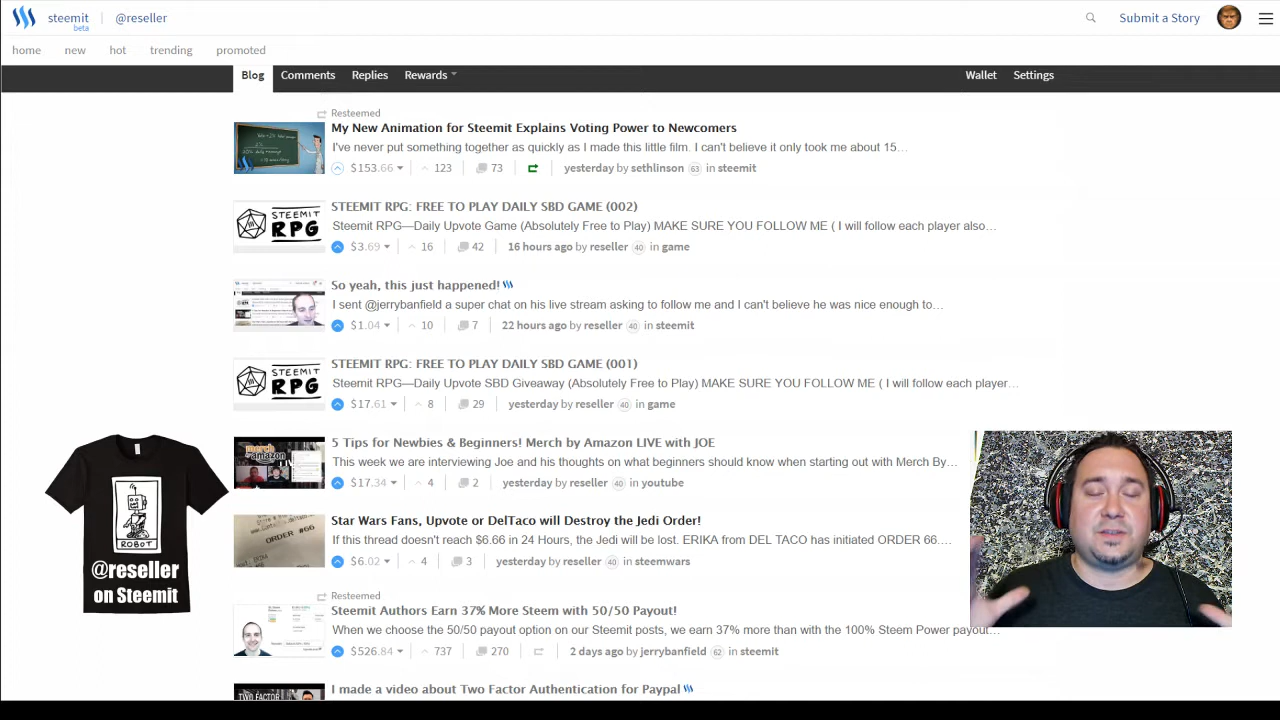 steemit
beta
@reseller
Submit a Story
home new hot trending promoted
Blog Comments Replies Rewards Wallet Settings
Resteemed
My New Animation for Steemit Explains Voting Power to Newcomers
I've never put something together as quickly as I made this little film. I can't believe it only took me about 15…
$153.66 123 73 yesterday by sethlinson 63 in steemit
STEEMIT RPG
STEEMIT RPG: FREE TO PLAY DAILY SBD GAME (002)
Steemit RPG—Daily Upvote Game (Absolutely Free to Play) MAKE SURE YOU FOLLOW ME ( I will follow each player also…
$3.69 16 42 16 hours ago by reseller 40 in game
So yeah, this just happened!
I sent @jerrybanfield a super chat on his live stream asking to follow me and I can't believe he was nice enough to…
$1.04 10 7 22 hours ago by reseller 40 in steemit
STEEMIT RPG
STEEMIT RPG: FREE TO PLAY DAILY SBD GAME (001)
Steemit RPG—Daily Upvote SBD Giveaway (Absolutely Free to Play) MAKE SURE YOU FOLLOW ME ( I will follow each player…
$17.61 8 29 yesterday by reseller 40 in game
merch
amazon
5 Tips for Newbies & Beginners! Merch by Amazon LIVE with JOE
This week we are interviewing Joe and his thoughts on what beginners should know when starting out with Merch By…
$17.34 4 2 yesterday by reseller 40 in youtube
ORDER #66
Star Wars Fans, Upvote or DelTaco will Destroy the Jedi Order!
If this thread doesn't reach $6.66 in 24 Hours, the Jedi will be lost. ERIKA from DEL TACO has initiated ORDER 66.…
$6.02 4 3 yesterday by reseller 40 in steemwars
ROBOT
@reseller
on Steemit
Resteemed
Steemit Authors Earn 37% More Steem with 50/50 Payout!
When we choose the 50/50 payout option on our Steemit posts, we earn 37% more than with the 100% Steem Power payout…
$526.84 737 270 2 days ago by jerrybanfield 62 in steemit
TWO FACTOR
I made a video about Two Factor Authentication for Paypal